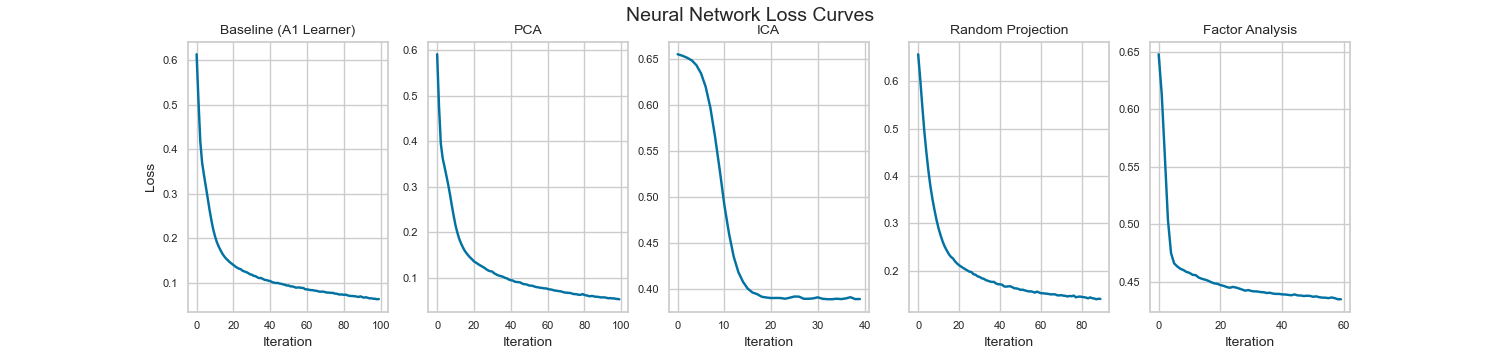 Neural Network Loss Curves
Baseline (A1 Learner)
PCA
ICA
Random Projection
Factor Analysis
Loss
0.6
0.5
0.4
0.3
0.2
0.1
0 20 40 60 80 100
Iteration
0.6
0.5
0.4
0.3
0.2
0.1
0 20 40 60 80 100
Iteration
0.65
0.60
0.55
0.50
0.45
0.40
0 10 20 30 40
Iteration
0.6
0.5
0.4
0.3
0.2
0 20 40 60 80
Iteration
0.65
0.60
0.55
0.50
0.45
0 20 40 60
Iteration